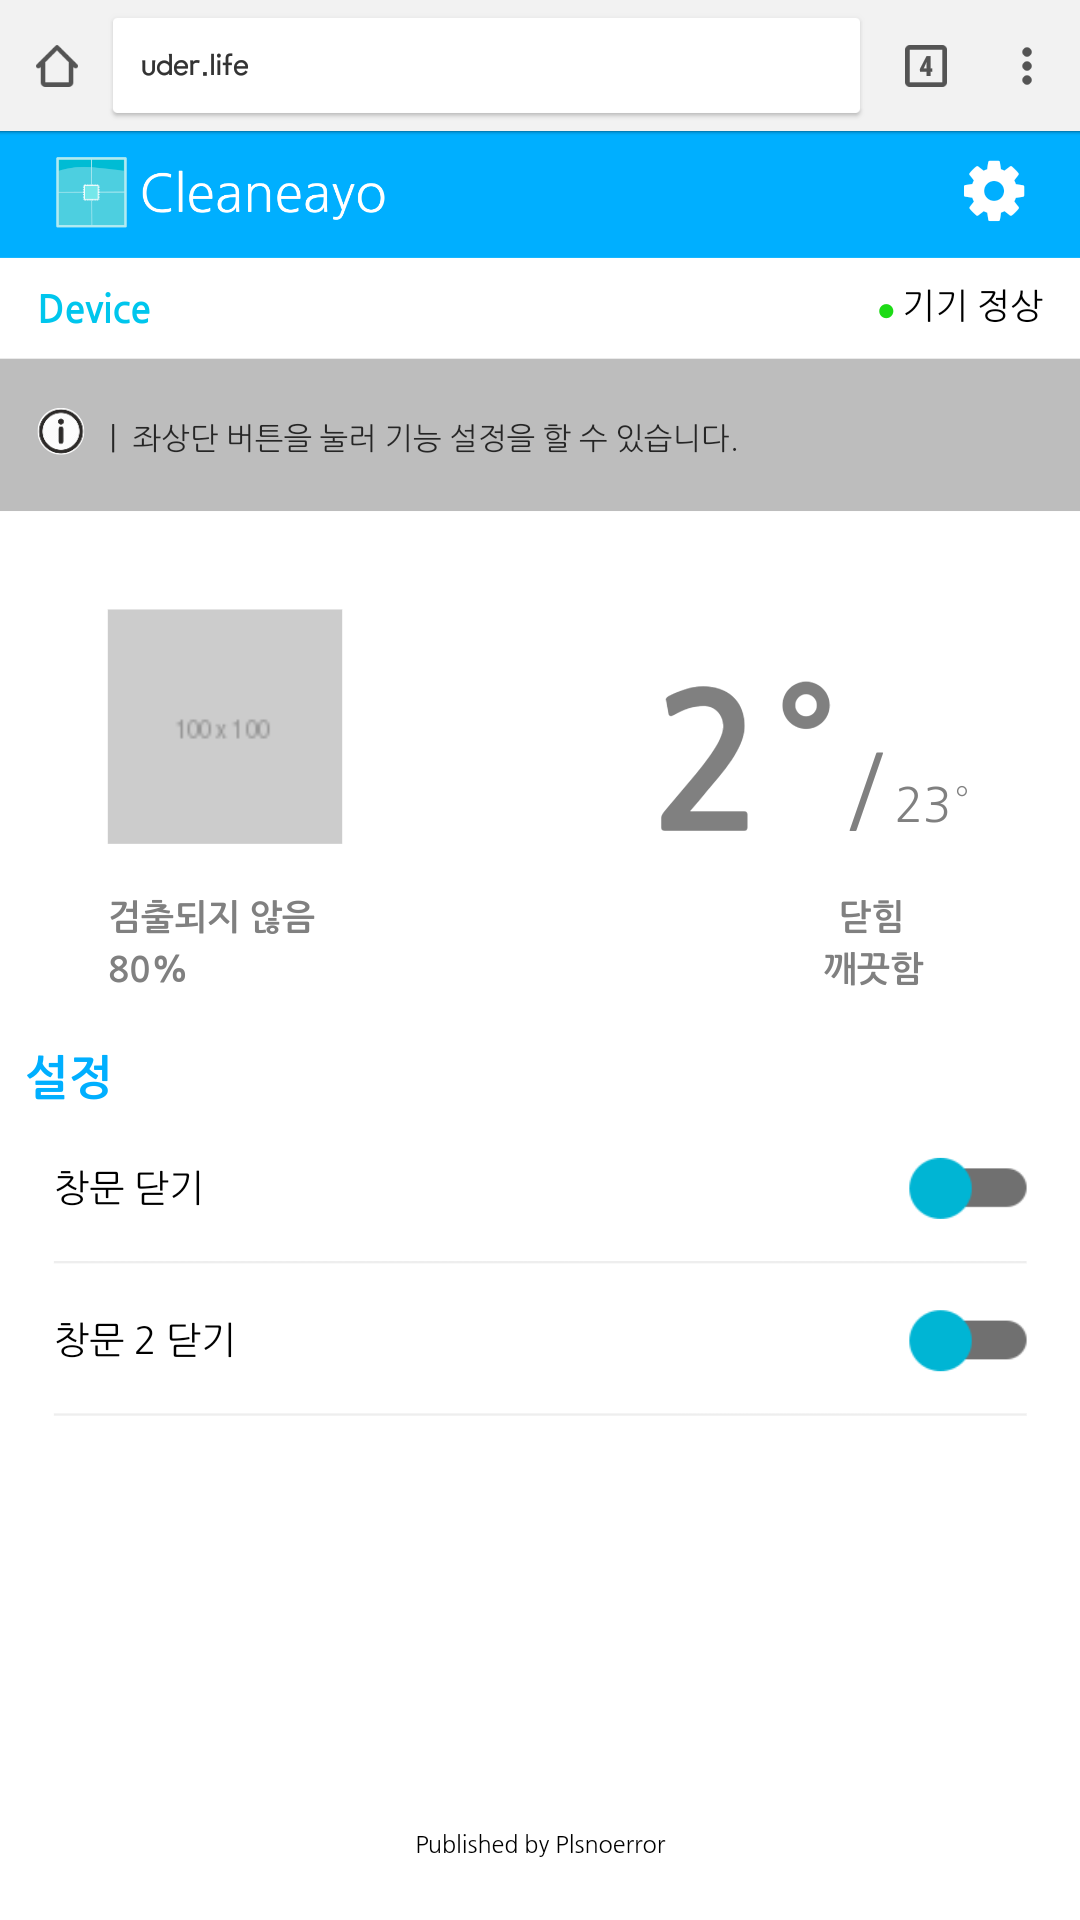 uder.life
4
Cleaneayo
Device
기기 정상
| 좌상단 버튼을 눌러 기능 설정을 할 수 있습니다.
100 x 100
2°/23°
검출되지 않음
80%
닫힘
깨끗함
설정
창문 닫기
창문 2 닫기
Published by Plsnoerror